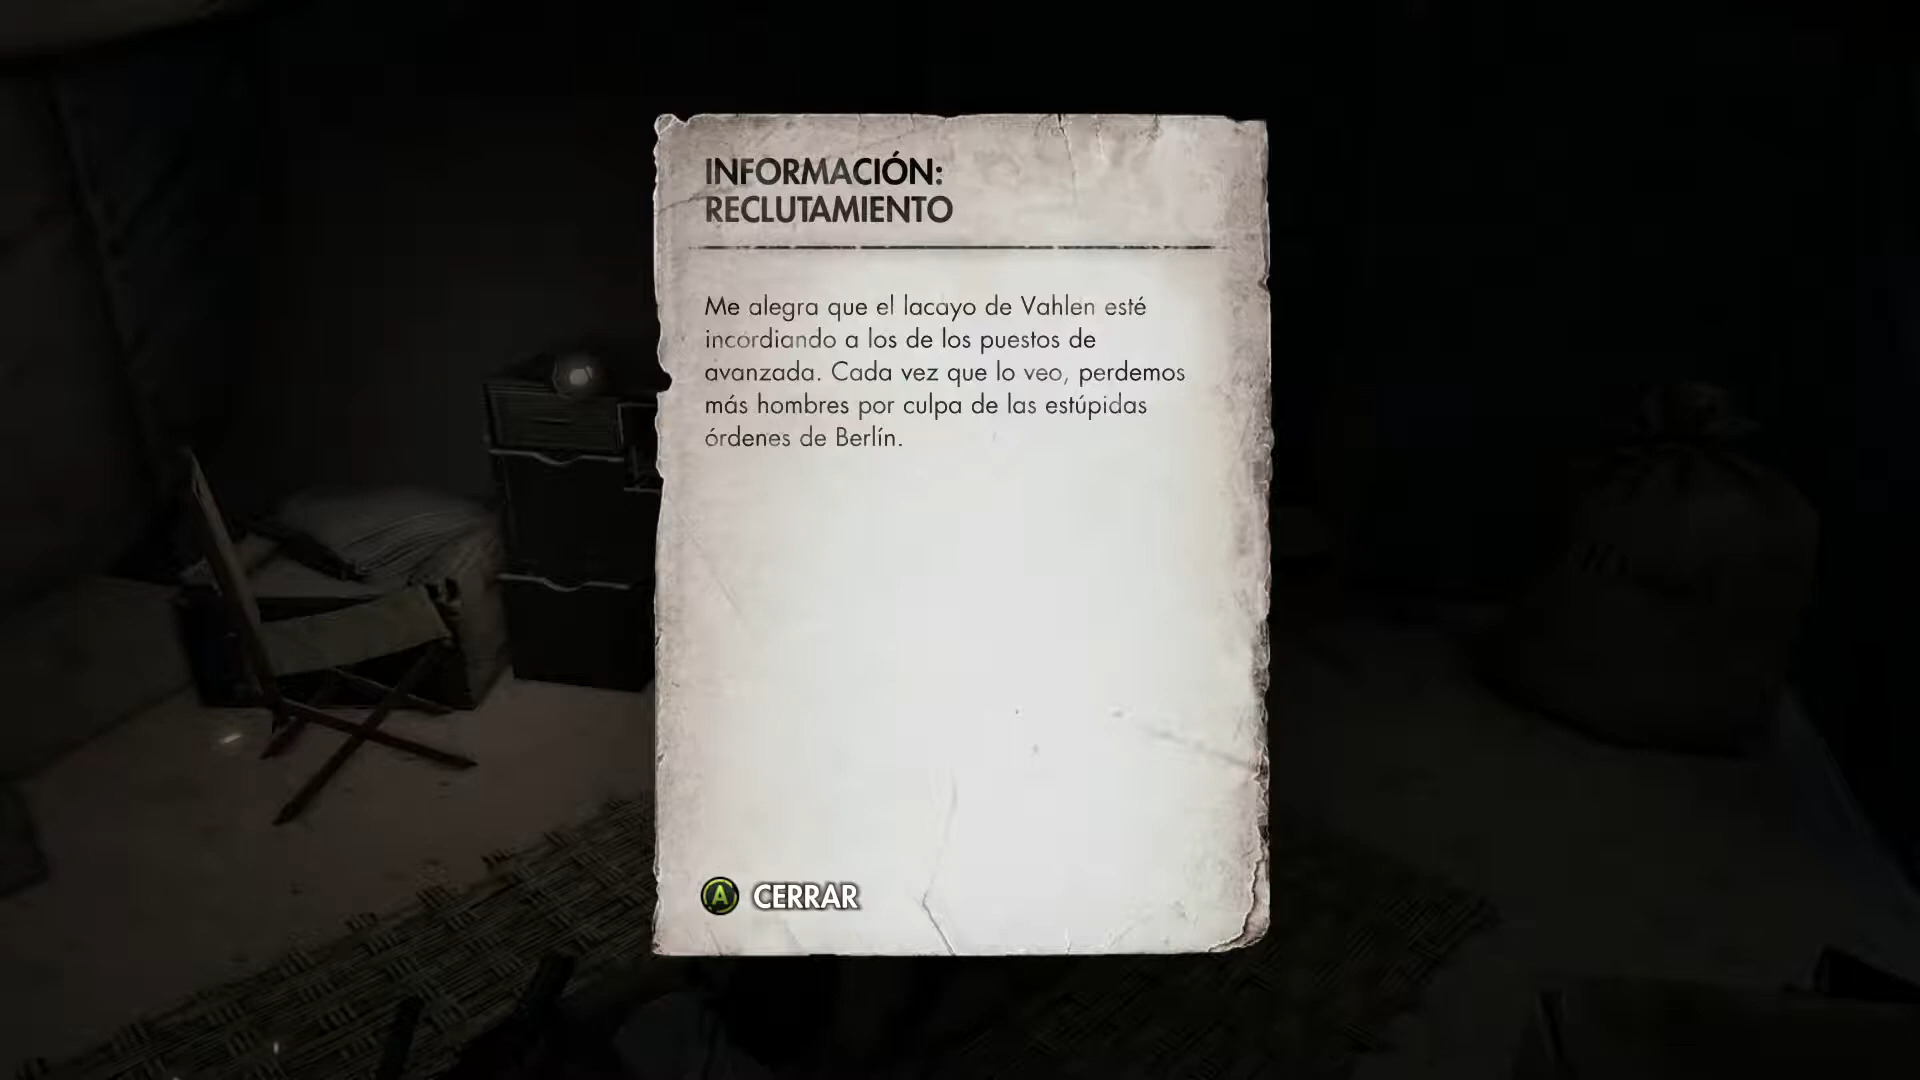 INFORMACIÓN:
RECLUTAMIENTO
Me alegra que el lacayo de Vahlen esté
incordiando a los de los puestos de
avanzada. Cada vez que lo veo, perdemos
más hombres por culpa de las estúpidas
órdenes de Berlín.
A CERRAR